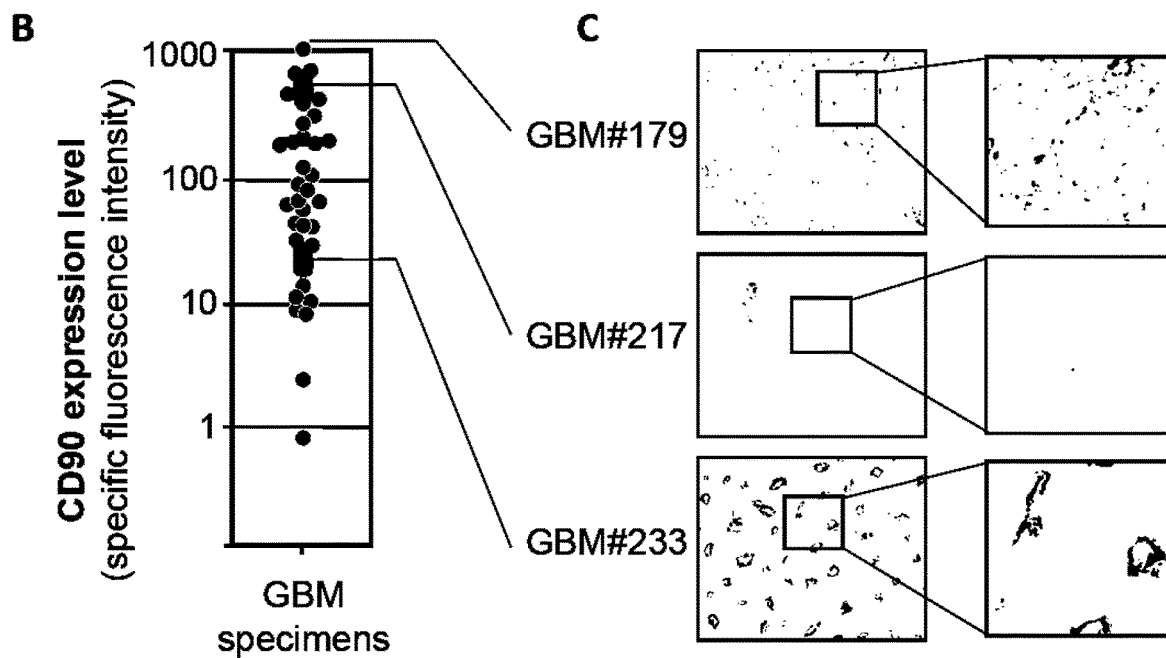 B
C
1000
100
10
1
CD90 expression level
(specific fluorescence intensity)
GBM
specimens
GBM#179
GBM#217
GBM#233